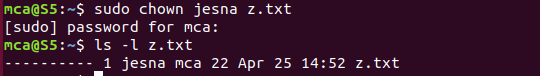 mca@S5:~$ sudo chown jesna z.txt
[sudo] password for mca:
mca@S5:~$ ls -l z.txt
---------- 1 jesna mca 22 Apr 25 14:52 z.txt